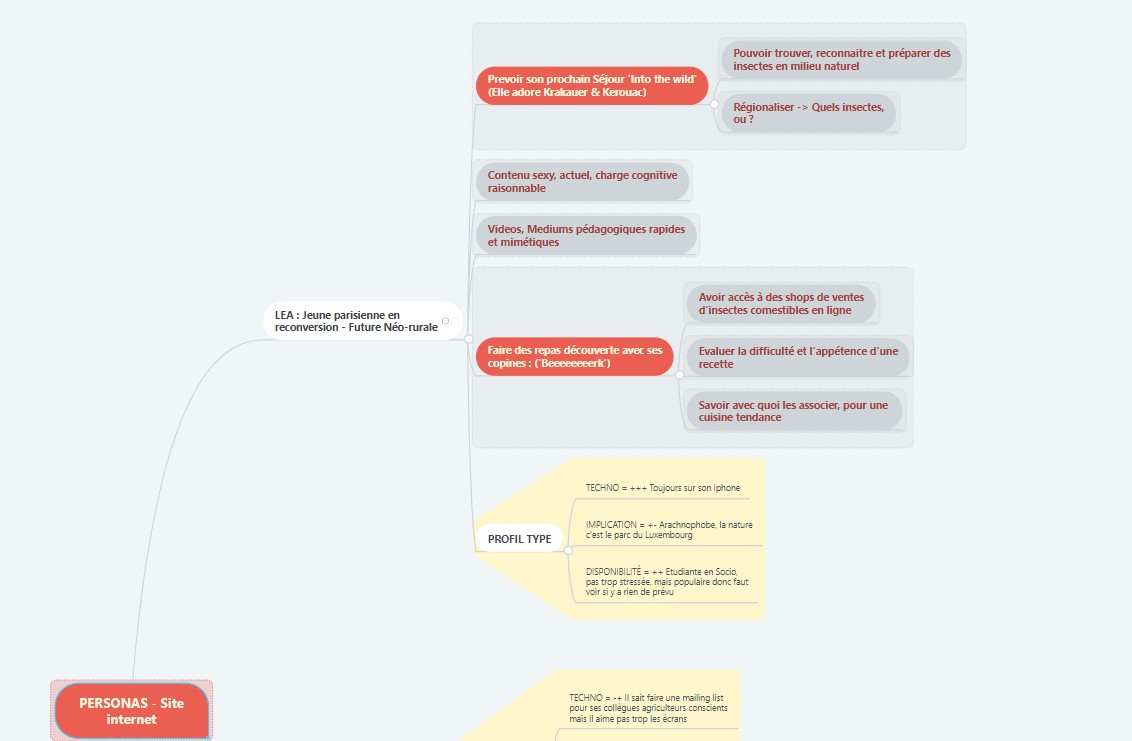 Prevoir son prochain Séjour 'Into the wild'
(Elle adore Krakauer & Kerouac)
Pouvoir trouver, reconnaitre et préparer des
insectes en milieu naturel
Régionaliser -> Quels insectes,
ou ?
Contenu sexy, actuel, charge cognitive
raisonnable
Videos, Mediums pédagogiques rapides
et mimétiques
LEA : Jeune parisienne en
reconversion - Future Néo-rurale
Faire des repas découverte avec ses
copines : ('Beeeeeeerk')
Avoir accès à des shops de ventes
d'insectes comestibles en ligne
Evaluer la difficulté et l'appétence d'une
recette
Savoir avec quoi les associer, pour une
cuisine tendance
PROFIL TYPE
TECHNO = +++ Toujours sur son Iphone
IMPLICATION = +- Arachnophobe, la nature
c'est le parc du Luxembourg
DISPONIBILITÉ = ++ Etudiante en Socio,
pas trop stressée, mais populaire donc faut
voir si y a rien de prévu
PERSONAS - Site
internet
TECHNO = -+ Il sait faire une mailing list
pour ses collègues agriculteurs conscients
mais il aime pas trop les écrans